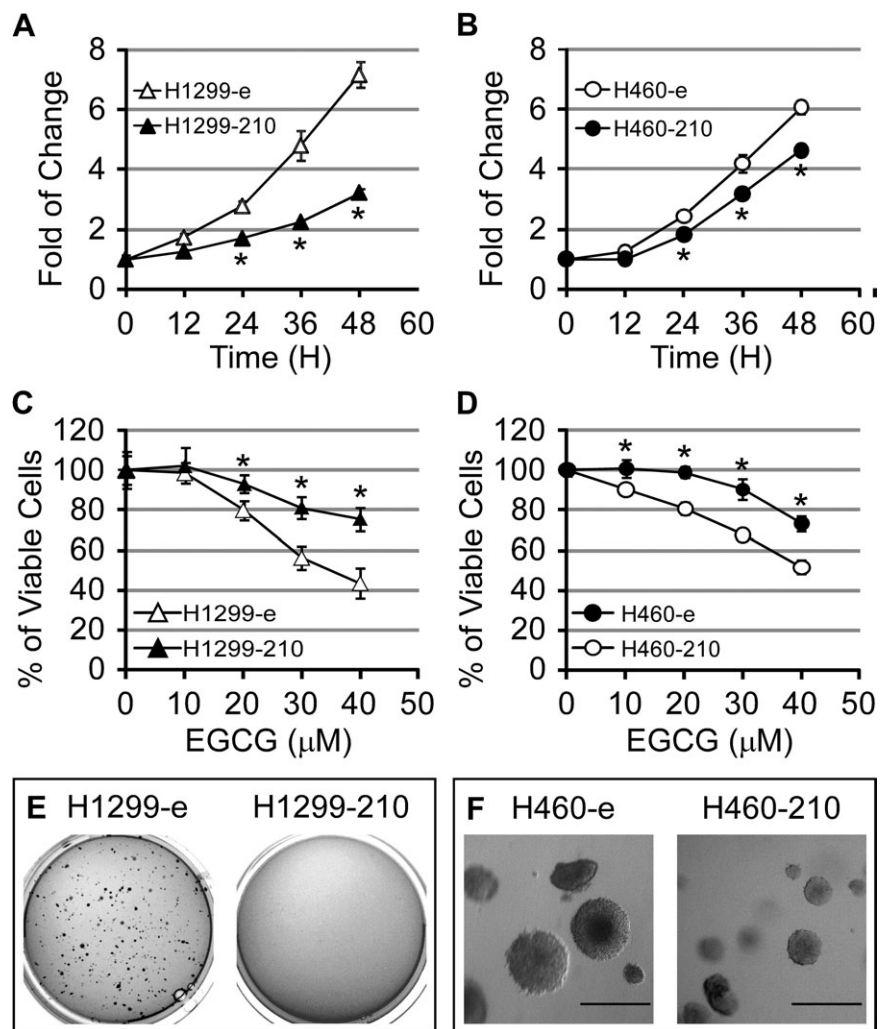 A
8
6
4
2
0
Fold of Change
H1299-e
H1299-210
*
*
*
0 12 24 36 48 60
Time (H)
B
8
6
4
2
0
Fold of Change
H460-e
H460-210
*
*
*
0 12 24 36 48 60
Time (H)
C
120
100
80
60
40
20
0
% of Viable Cells
* * *
H1299-e
H1299-210
0 10 20 30 40 50
EGCG (μM)
D
120
100
80
60
40
20
0
% of Viable Cells
* * * *
H460-e
H460-210
0 10 20 30 40 50
EGCG (μM)
E H1299-e H1299-210
F H460-e H460-210